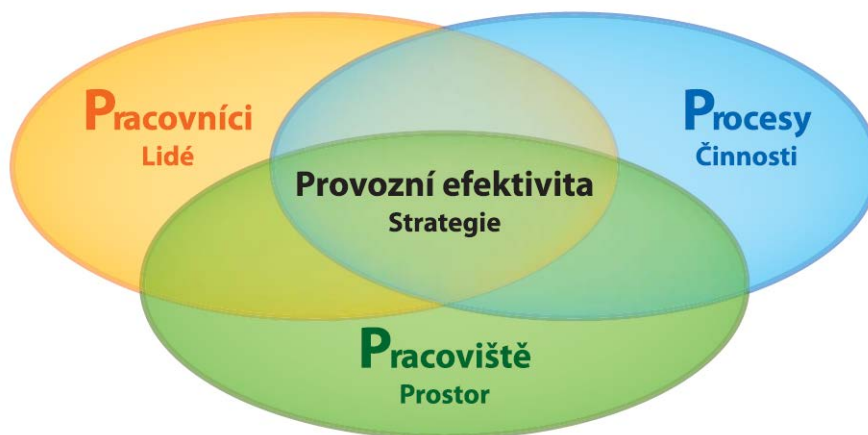 Pracovníci
Lidé
Procesy
Činnosti
Provozní efektivita
Strategie
Pracoviště
Prostor